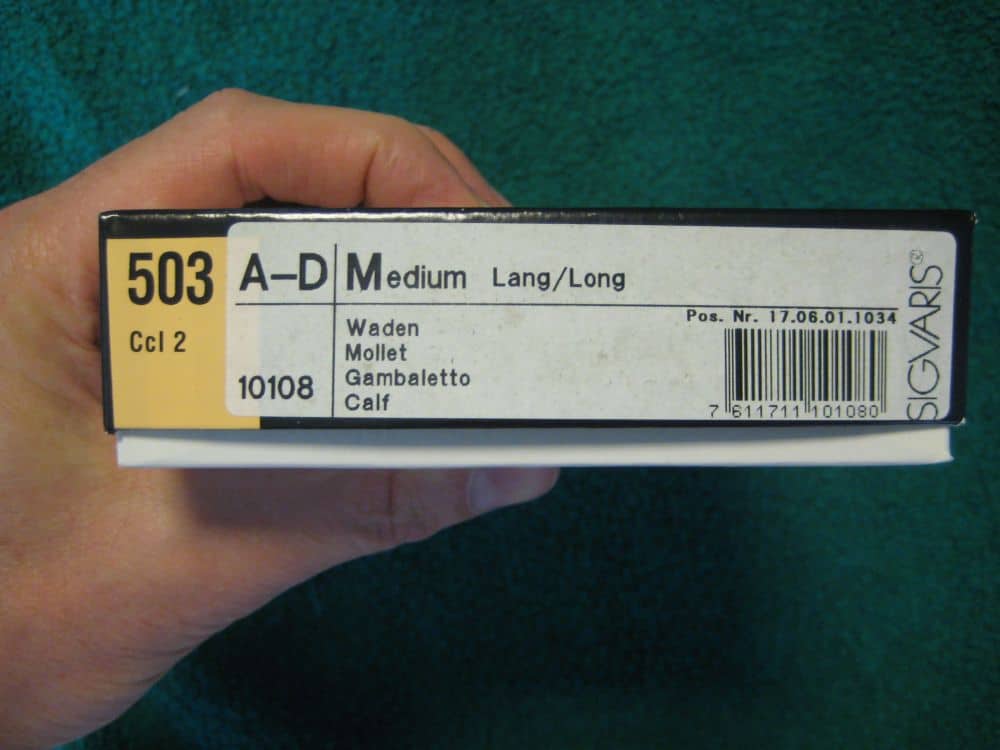 503
Ccl 2
A–D
Medium Lang/Long
10108
Waden
Mollet
Gambaletto
Calf
Pos. Nr. 17.06.01.1034
7 611711 101080
SIGVARIS®